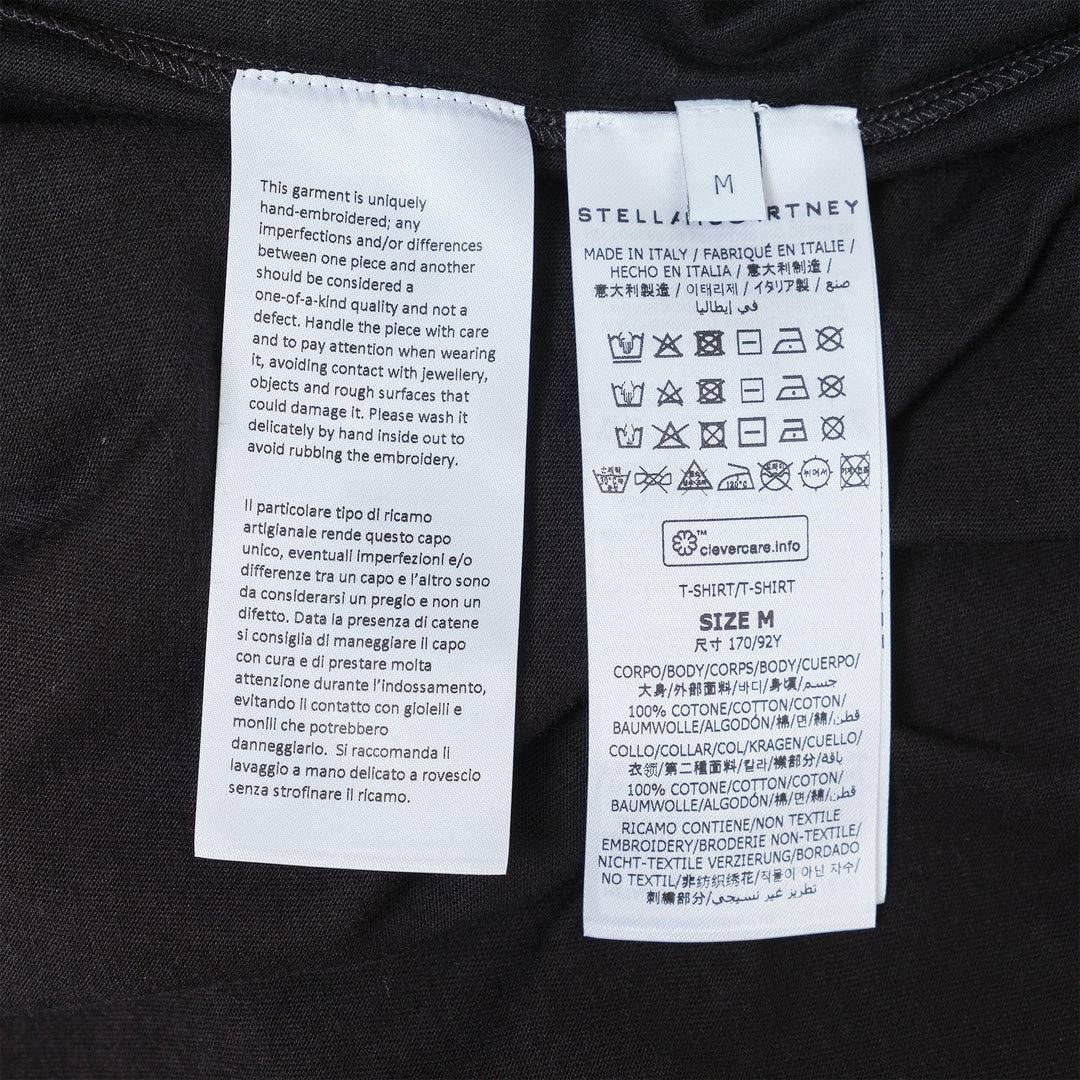 This garment is uniquely
hand-embroidered; any
imperfections and/or differences
between one piece and another
should be considered a
one-of-a-kind quality and not a
defect. Handle the piece with care
and to pay attention when wearing
it, avoiding contact with jewellery,
objects and rough surfaces that
could damage it. Please wash it
delicately by hand inside out to
avoid rubbing the embroidery.
Il particolare tipo di ricamo
artigianale rende questo capo
unico, eventuali imperfezioni e/o
differenze tra un capo e l'altro sono
da considerarsi un pregio e non un
difetto. Data la presenza di catene
si consiglia di maneggiare il capo
con cura e di prestare molta
attenzione durante l'indossamento,
evitando il contatto con gioielli e
monili che potrebbero
danneggiarlo. Si raccomanda il
lavaggio a mano delicato a rovescio
senza strofinare il ricamo.
M
MADE IN ITALY / FABRIQUÉ EN ITALIE /
HECHO EN ITALIA / 意大利制造 /
意大利製造 / 이태리제 / イタリア製 / صنع
في إيطاليا
120°C
clevercare.info
T-SHIRT/T-SHIRT
SIZE M
尺寸 170/92Y
CORPO/BODY/CORPS/BODY/CUERPO/
大身/外部面料/바디/身頃/جسم
100% COTONE/COTTON/COTON/
BAUMWOLLE/ALGODÓN/棉/면/綿/قطن
COLLO/COLLAR/COL/KRAGEN/CUELLO/
衣领/第二種面料/칼라/襟部分/ياقة
100% COTONE/COTTON/COTON/
BAUMWOLLE/ALGODÓN/棉/면/綿/قطن
RICAMO CONTIENE/NON TEXTILE
EMBROIDERY/BRODERIE NON-TEXTILE/
NICHT-TEXTILE VERZIERUNG/BORDADO
NO TEXTIL/非纺织绣花/직물이 아닌 자수/
刺繍部分/تطريز غير نسيجي